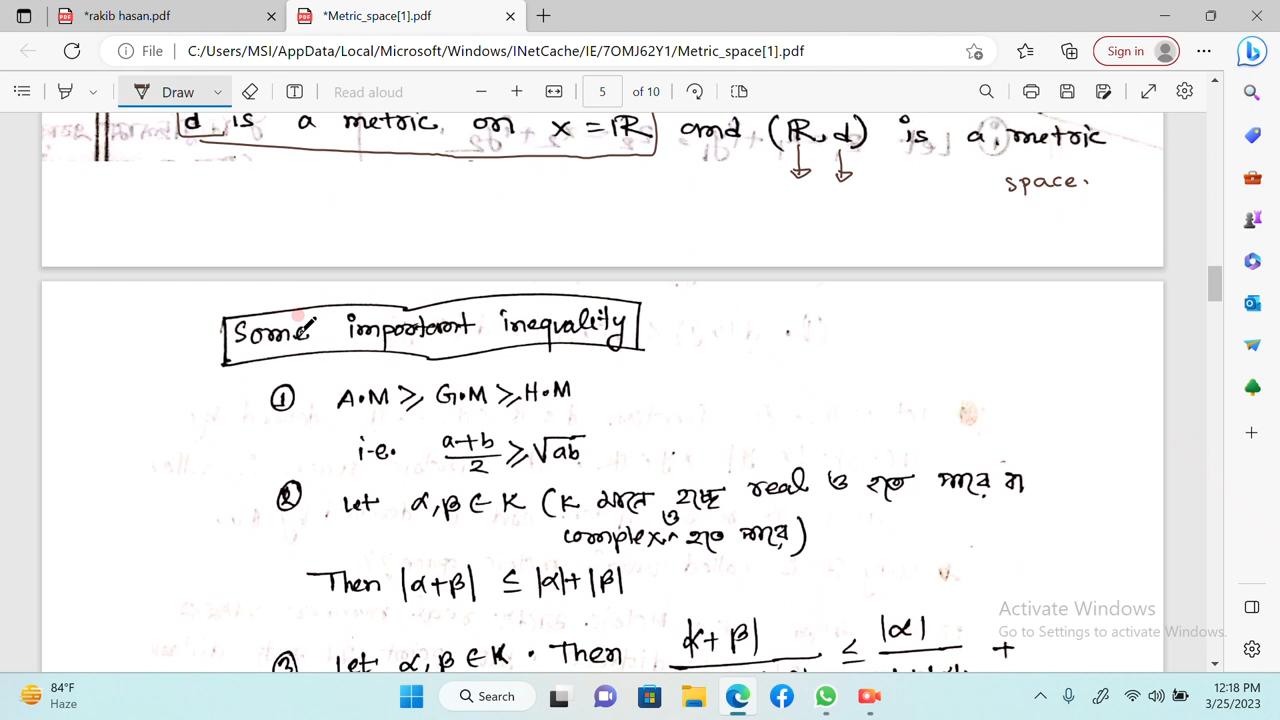 *rakib hasan.pdf
*Metric_space[1].pdf
File
C:/Users/MSI/AppData/Local/Microsoft/Windows/INetCache/IE/7OMJ62Y1/Metric_space[1].pdf
Sign in
Draw
Read aloud
5 of 10
d is a metric on x = ℝ and (ℝ, d) is a metric
space.
Some important inequality
① A.M ≥ G.M ≥ H.M
i.e. a+b/2 ≥ √ab
② Let α, β ∈ K (K মানে হচ্ছে real ও হতে পারে বা
complex ও হতে পারে)
Then |α+β| ≤ |α|+|β|
③ Let α, β ∈ K. Then |α+β| ≤ |α| +
Activate Windows
Go to Settings to activate Windows.
84°F
Haze
Search
12:18 PM
3/25/2023